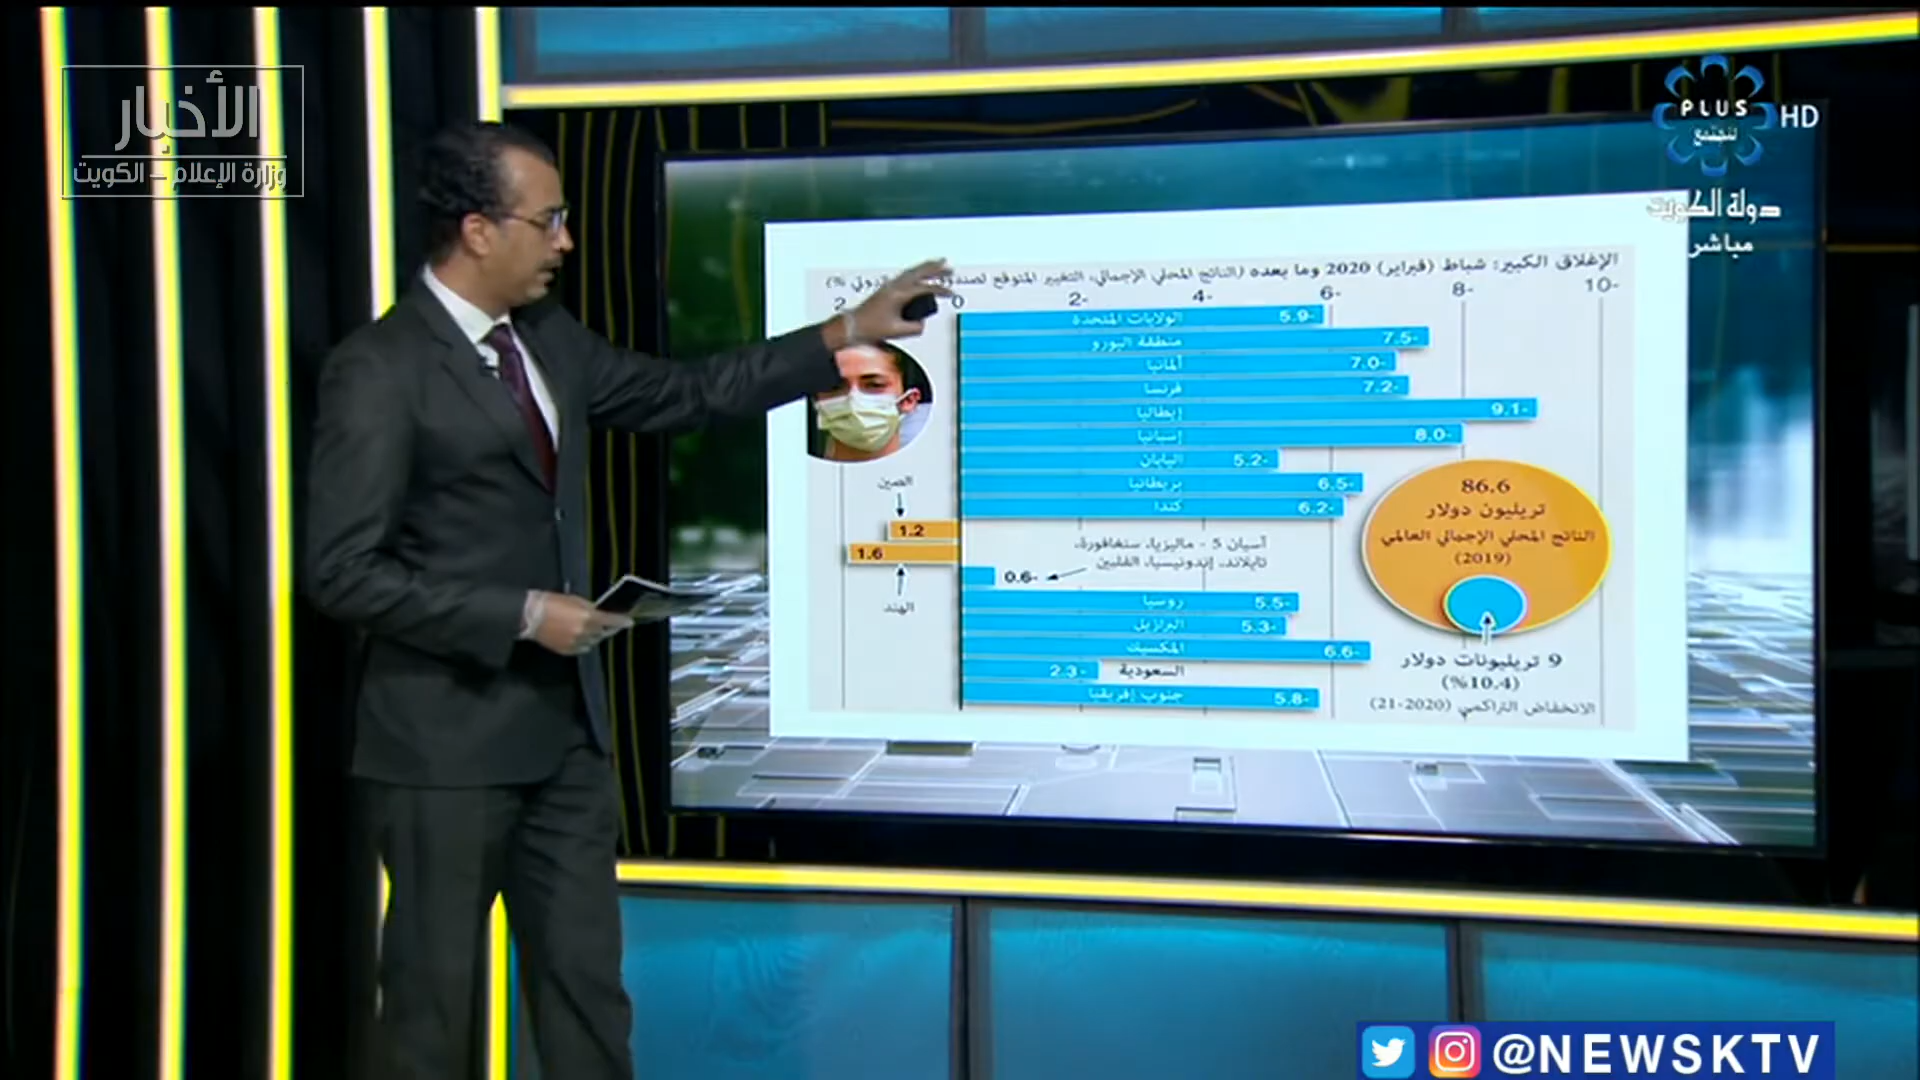 الأخبار
وزارة الإعلام – الكويت
PLUS HD
دولة الكويت
مباشر
الإغلاق الكبير: شباط (فبراير) 2020 وما بعده (الناتج المحلي الإجمالي، التغيير المتوقع لصندوق الدولي %)
2 0 2- 4- 6- 8- 10-
الولايات المتحدة 5.9-
منطقة اليورو 7.5-
ألمانيا 7.0-
فرنسا 7.2-
إيطاليا 9.1-
إسبانيا 8.0-
اليابان 5.2-
بريطانيا 6.5-
كندا 6.2-
الصين
1.2
1.6
الهند
آسيان 5 - ماليزيا، سنغافورة،
تايلاند، إندونيسيا، الفلبين
0.6-
روسيا 5.5-
البرازيل 5.3-
المكسيك 6.6-
السعودية 2.3-
جنوب إفريقيا 5.8-
86.6
تريليون دولار
الناتج المحلي الإجمالي العالمي
(2019)
9 تريليونات دولار
(10.4%)
الانخفاض التراكمي (2020-21)
@NEWSKTV